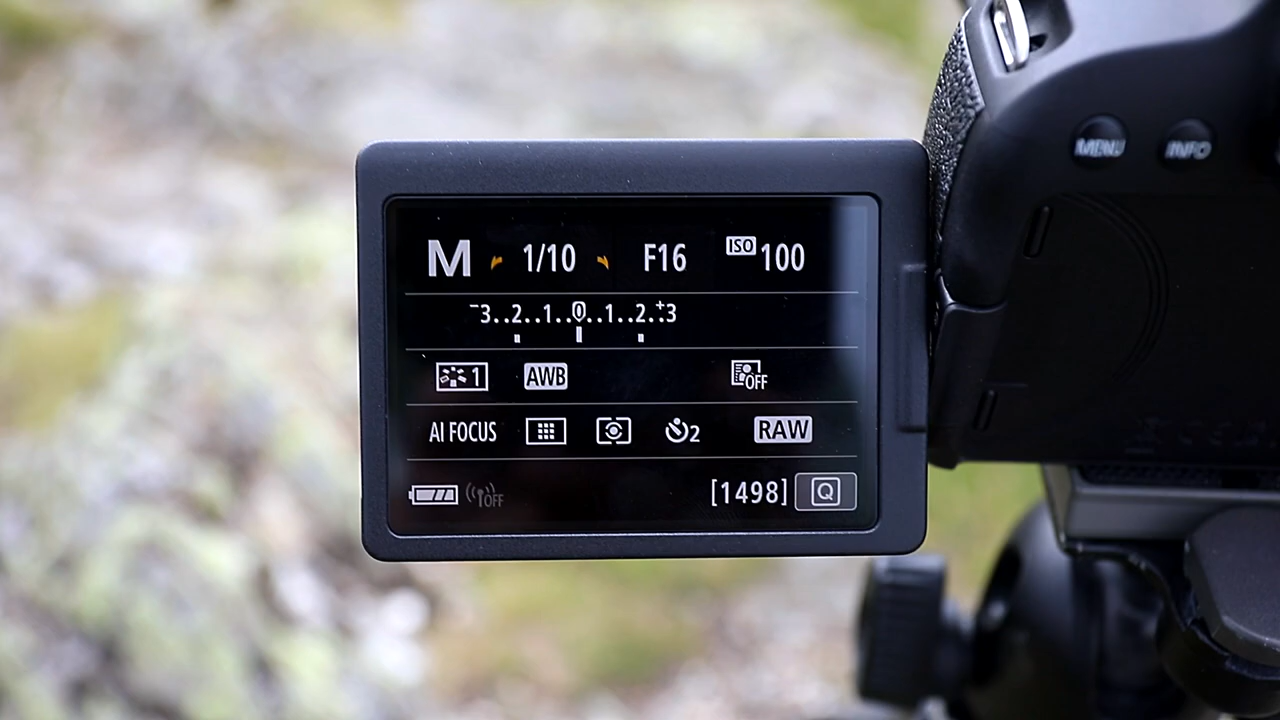 MENU INFO
M 1/10 F16 ISO 100
-3..2..1..0..1..2..+3
1 AWB OFF
AI FOCUS 2 RAW
OFF [1498] Q